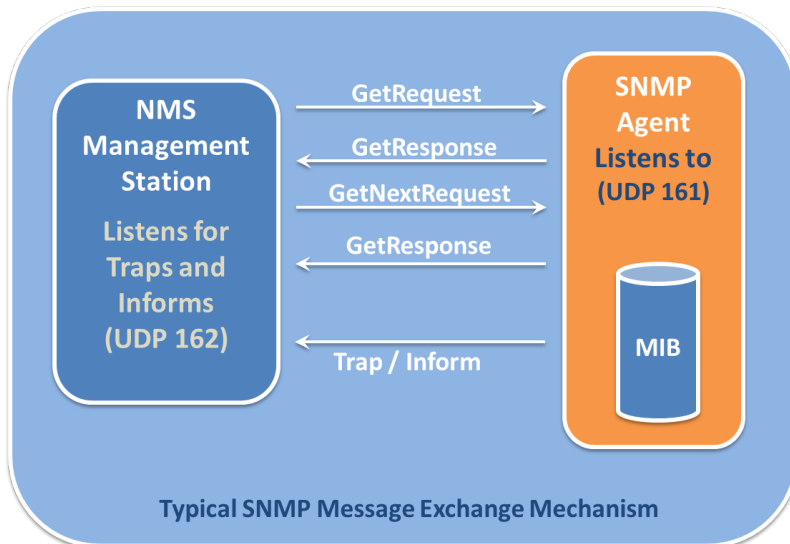 NMS
Management
Station
Listens for
Traps and
Informs
(UDP 162)
GetRequest
GetResponse
GetNextRequest
GetResponse
Trap / Inform
SNMP
Agent
Listens to
(UDP 161)
MIB
Typical SNMP Message Exchange Mechanism